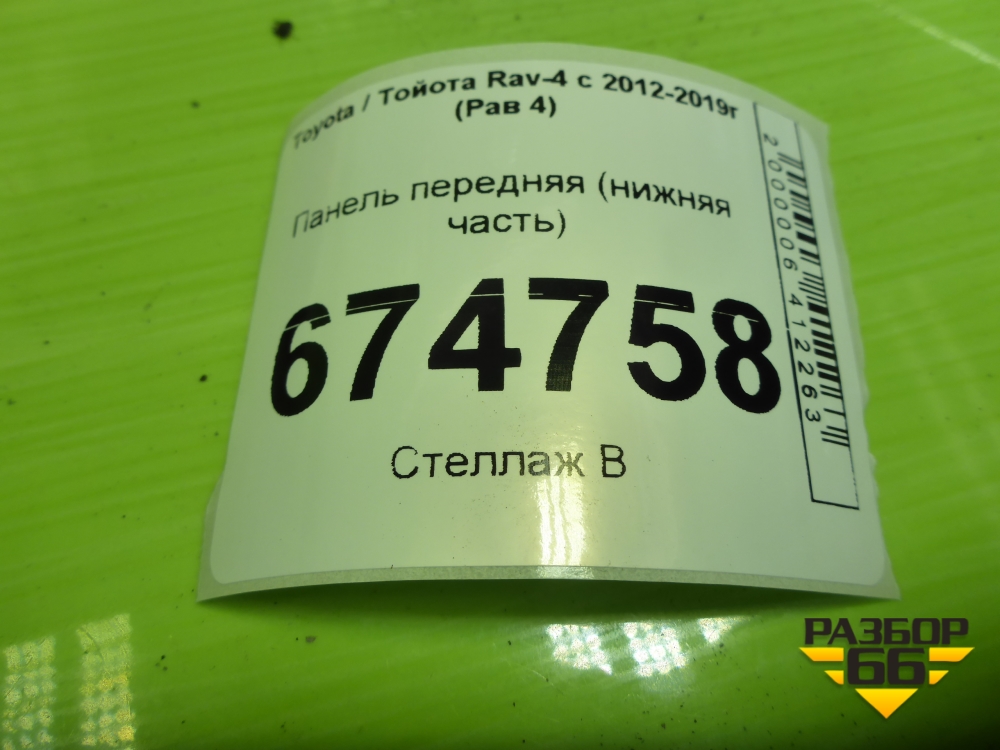 Toyota / Тойота Rav-4 с 2012-2019г
(Рав 4)
Панель передняя (нижняя
часть)
674758
Стеллаж В
2000006412263
РАЗБОР
66